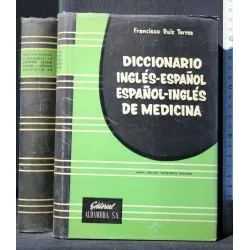 Francisco Ruiz Torres
DICCIONARIO
INGLÉS-ESPAÑOL
ESPAÑOL-INGLÉS
DE MEDICINA
Editorial
ALHAMBRA, S.A.